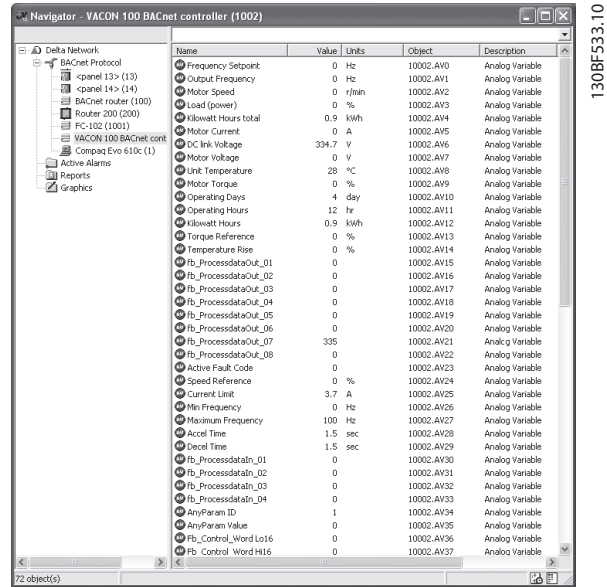 Navigator - VACON 100 BACnet controller (1002)
Delta Network
BACnet Protocol
<panel 13> (13)
<panel 14> (14)
BACnet router (100)
Router 200 (200)
FC-102 (1001)
VACON 100 BACnet cont
Compaq Evo 610c (1)
Active Alarms
Reports
Graphics
Name Value Units Object Description
Frequency Setpoint 0 Hz 10002.AV0 Analog Variable
Output Frequency 0 Hz 10002.AV1 Analog Variable
Motor Speed 0 r/min 10002.AV2 Analog Variable
Load (power) 0 % 10002.AV3 Analog Variable
Kilowatt Hours total 0.9 kWh 10002.AV4 Analog Variable
Motor Current 0 A 10002.AV5 Analog Variable
DC link Voltage 334.7 V 10002.AV6 Analog Variable
Motor Voltage 0 V 10002.AV7 Analog Variable
Unit Temperature 28 °C 10002.AV8 Analog Variable
Motor Torque 0 % 10002.AV9 Analog Variable
Operating Days 4 day 10002.AV10 Analog Variable
Operating Hours 12 hr 10002.AV11 Analog Variable
Kilowatt Hours 0.9 kWh 10002.AV12 Analog Variable
Torque Reference 0 % 10002.AV13 Analog Variable
Temperature Rise 0 % 10002.AV14 Analog Variable
fb_ProcessdataOut_01 0 10002.AV15 Analog Variable
fb_ProcessdataOut_02 0 10002.AV16 Analog Variable
fb_ProcessdataOut_03 0 10002.AV17 Analog Variable
fb_ProcessdataOut_04 0 10002.AV18 Analog Variable
fb_ProcessdataOut_05 0 10002.AV19 Analog Variable
fb_ProcessdataOut_06 0 10002.AV20 Analog Variable
fb_ProcessdataOut_07 335 10002.AV21 Analog Variable
fb_ProcessdataOut_08 0 10002.AV22 Analog Variable
Active Fault Code 0 10002.AV23 Analog Variable
Speed Reference 0 % 10002.AV24 Analog Variable
Current Limit 3.7 A 10002.AV25 Analog Variable
Min Frequency 0 Hz 10002.AV26 Analog Variable
Maximum Frequency 100 Hz 10002.AV27 Analog Variable
Accel Time 1.5 sec 10002.AV28 Analog Variable
Decel Time 1.5 sec 10002.AV29 Analog Variable
fb_ProcessdataIn_01 0 10002.AV30 Analog Variable
fb_ProcessdataIn_02 0 10002.AV31 Analog Variable
fb_ProcessdataIn_03 0 10002.AV32 Analog Variable
fb_ProcessdataIn_04 0 10002.AV33 Analog Variable
AnyParam ID 1 10002.AV34 Analog Variable
AnyParam Value 0 10002.AV35 Analog Variable
Fb_Control_Word Lo16 0 10002.AV36 Analog Variable
Fb_Control_Word Hi16 0 10002.AV37 Analog Variable
72 object(s)
130BF533.10